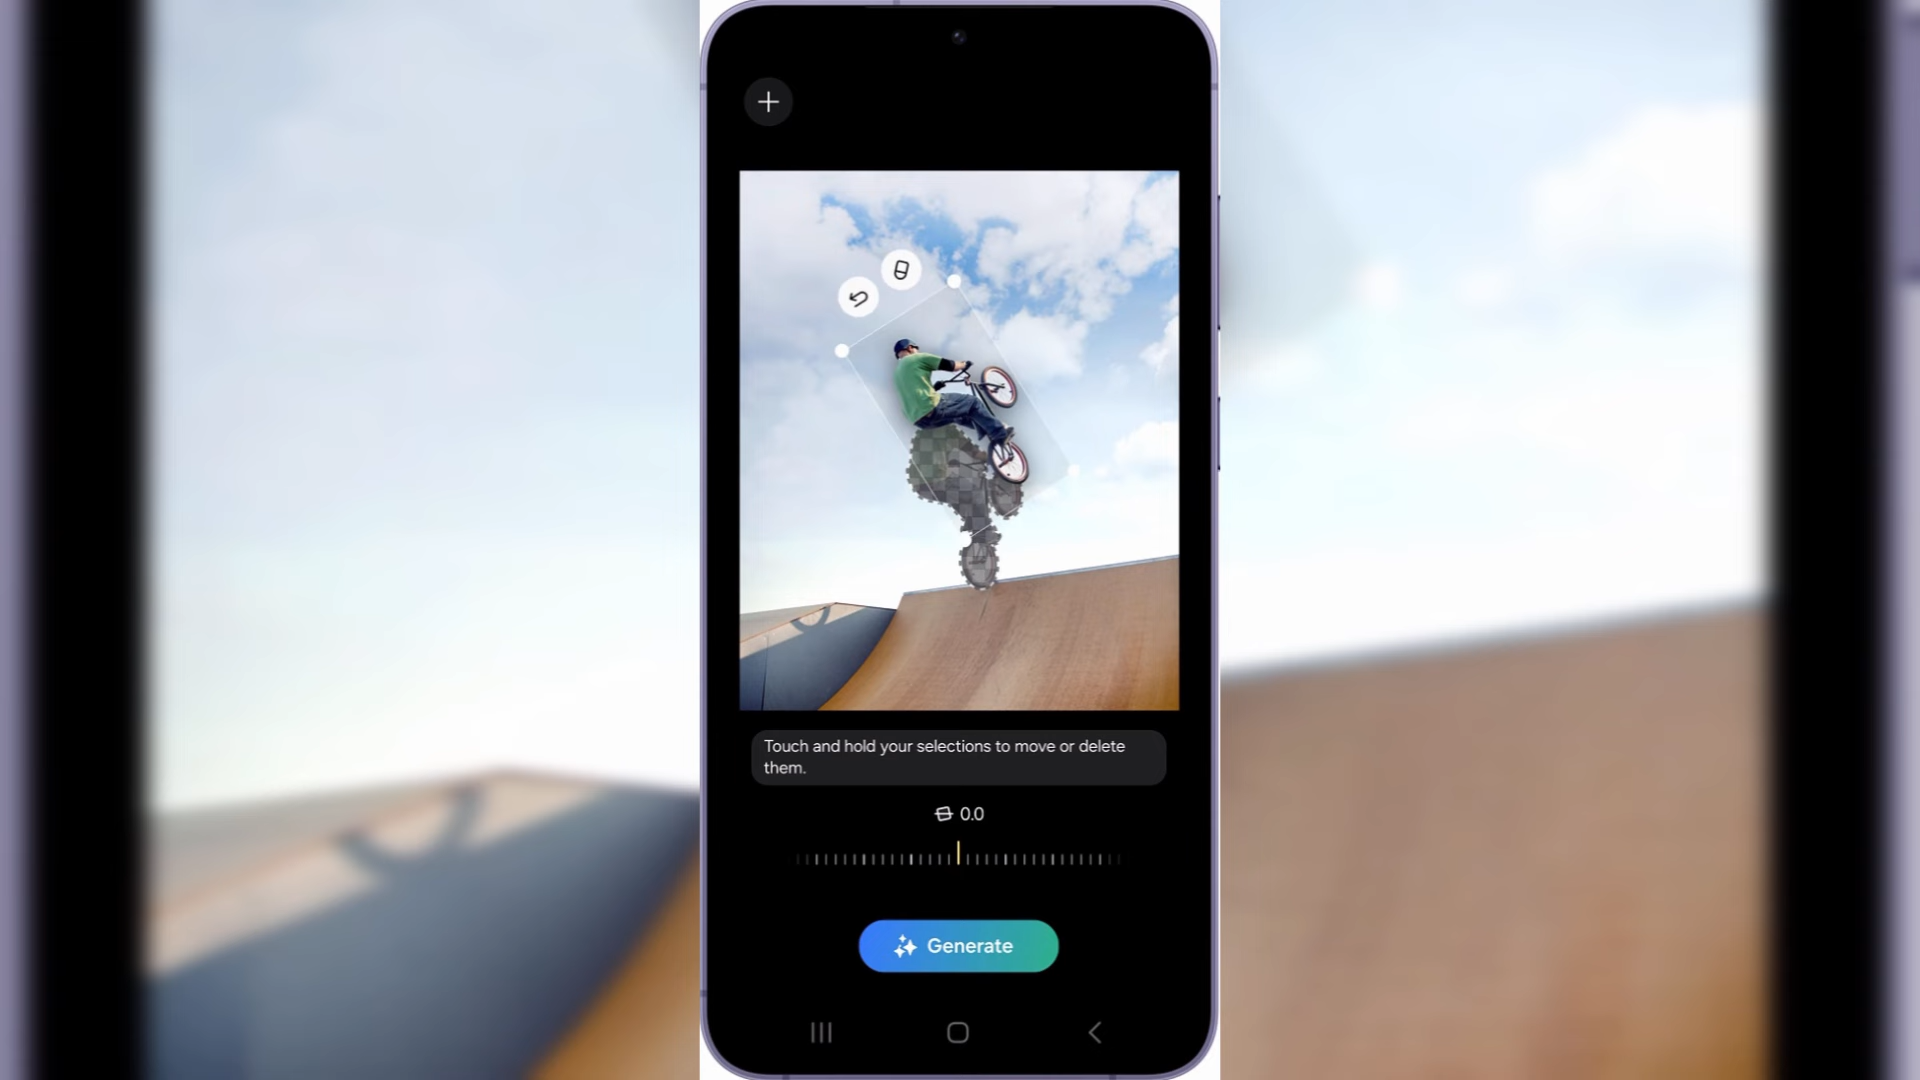 Touch and hold your selections to move or delete
them.
0.0
Generate